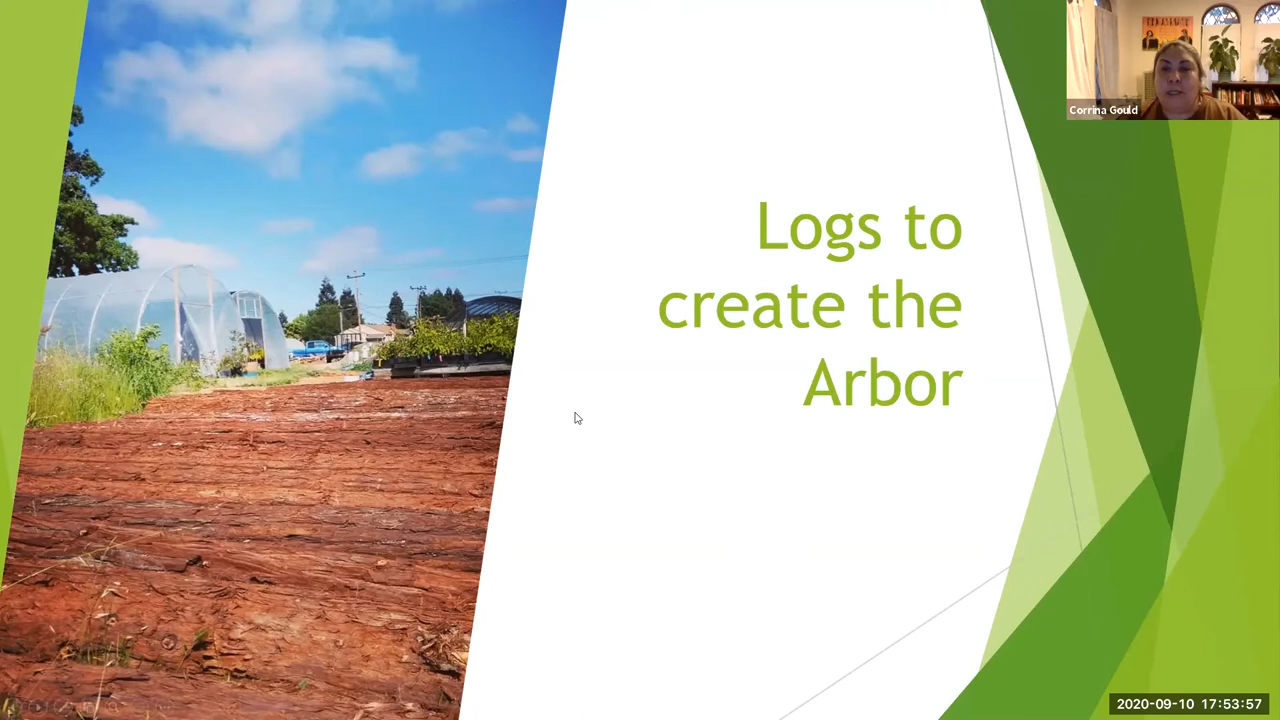 Logs to
create the
Arbor
Corrina Gould
2020-09-10 17:53:57